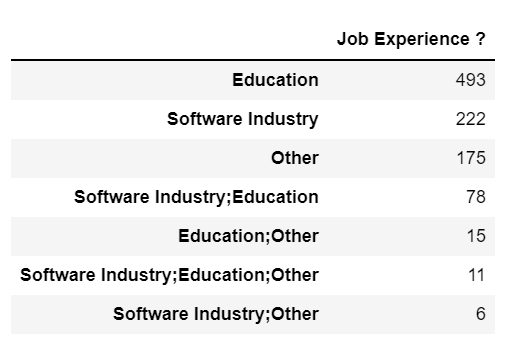 Job Experience ?
Education 493
Software Industry 222
Other 175
Software Industry;Education 78
Education;Other 15
Software Industry;Education;Other 11
Software Industry;Other 6